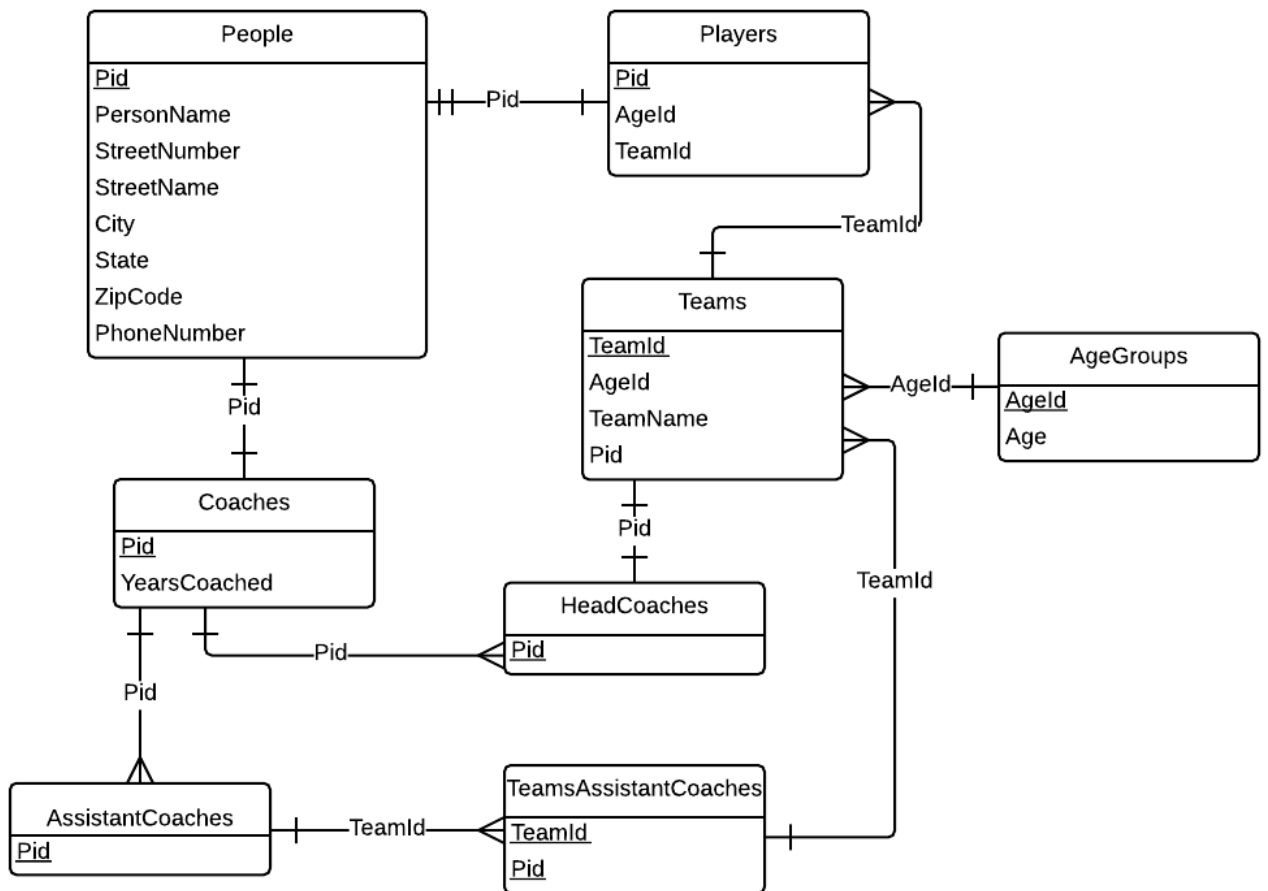 People
Pid
PersonName
StreetNumber
StreetName
City
State
ZipCode
PhoneNumber
Pid
Players
Pid
AgeId
TeamId
TeamId
Teams
TeamId
AgeId
TeamName
Pid
AgeId
AgeGroups
AgeId
Age
Pid
Coaches
Pid
YearsCoached
Pid
HeadCoaches
Pid
TeamId
Pid
Pid
AssistantCoaches
Pid
TeamId
TeamsAssistantCoaches
TeamId
Pid